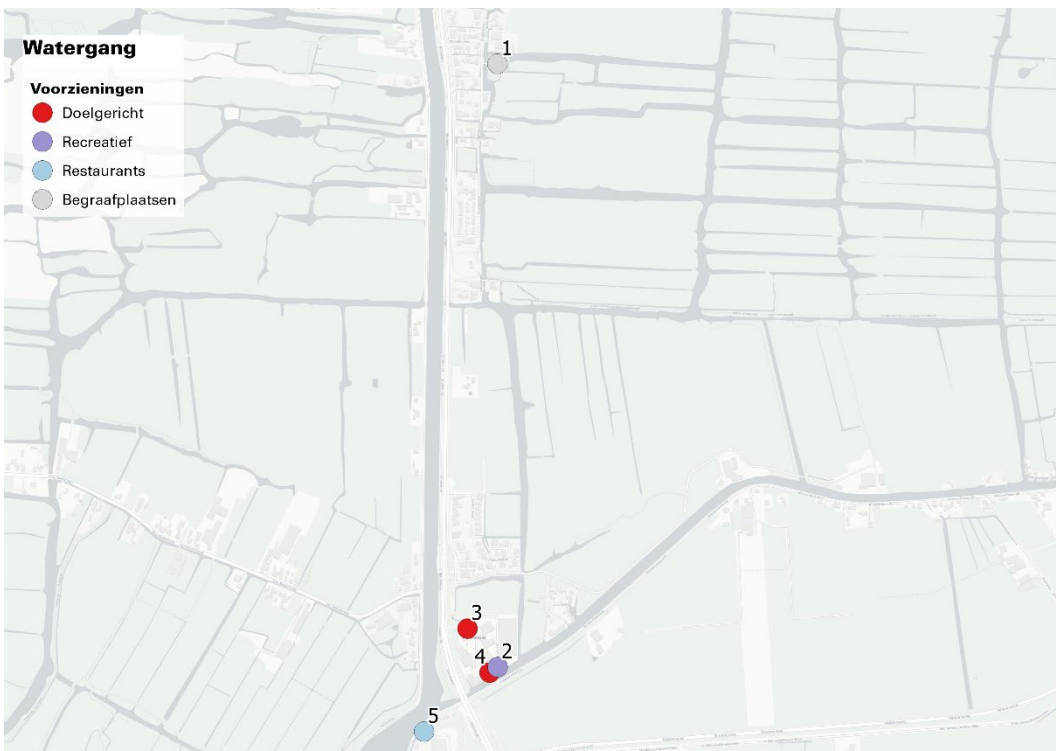 Watergang
Voorzieningen
Doelgericht
Recreatief
Restaurants
Begraafplaatsen
1
3
2
4
5